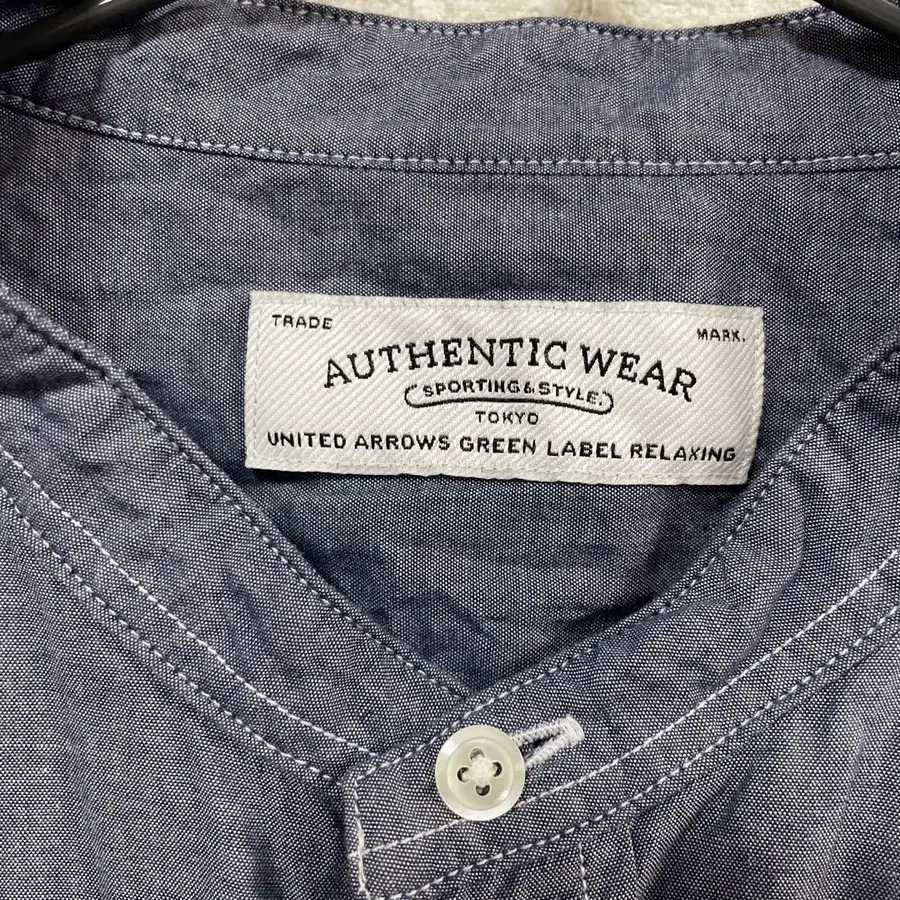 TRADE MARK.
AUTHENTIC WEAR
SPORTING & STYLE.
TOKYO
UNITED ARROWS GREEN LABEL RELAXING